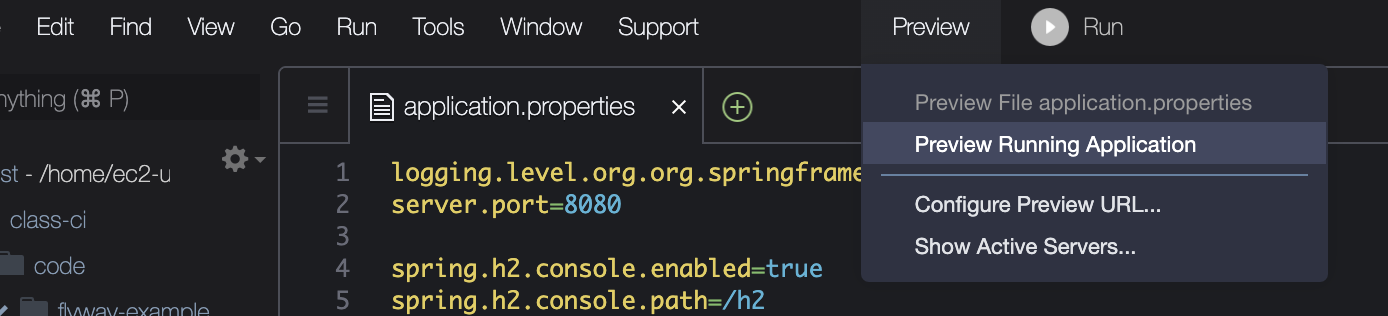 Edit Find View Go Run Tools Window Support Preview Run
nything (⌘ P)
application.properties
Preview File application.properties
Preview Running Application
Configure Preview URL...
Show Active Servers...
st - /home/ec2-u
class-ci
code
flyway-example
1 logging.level.org.org.springframe
2 server.port=8080
3
4 spring.h2.console.enabled=true
5 spring.h2.console.path=/h2